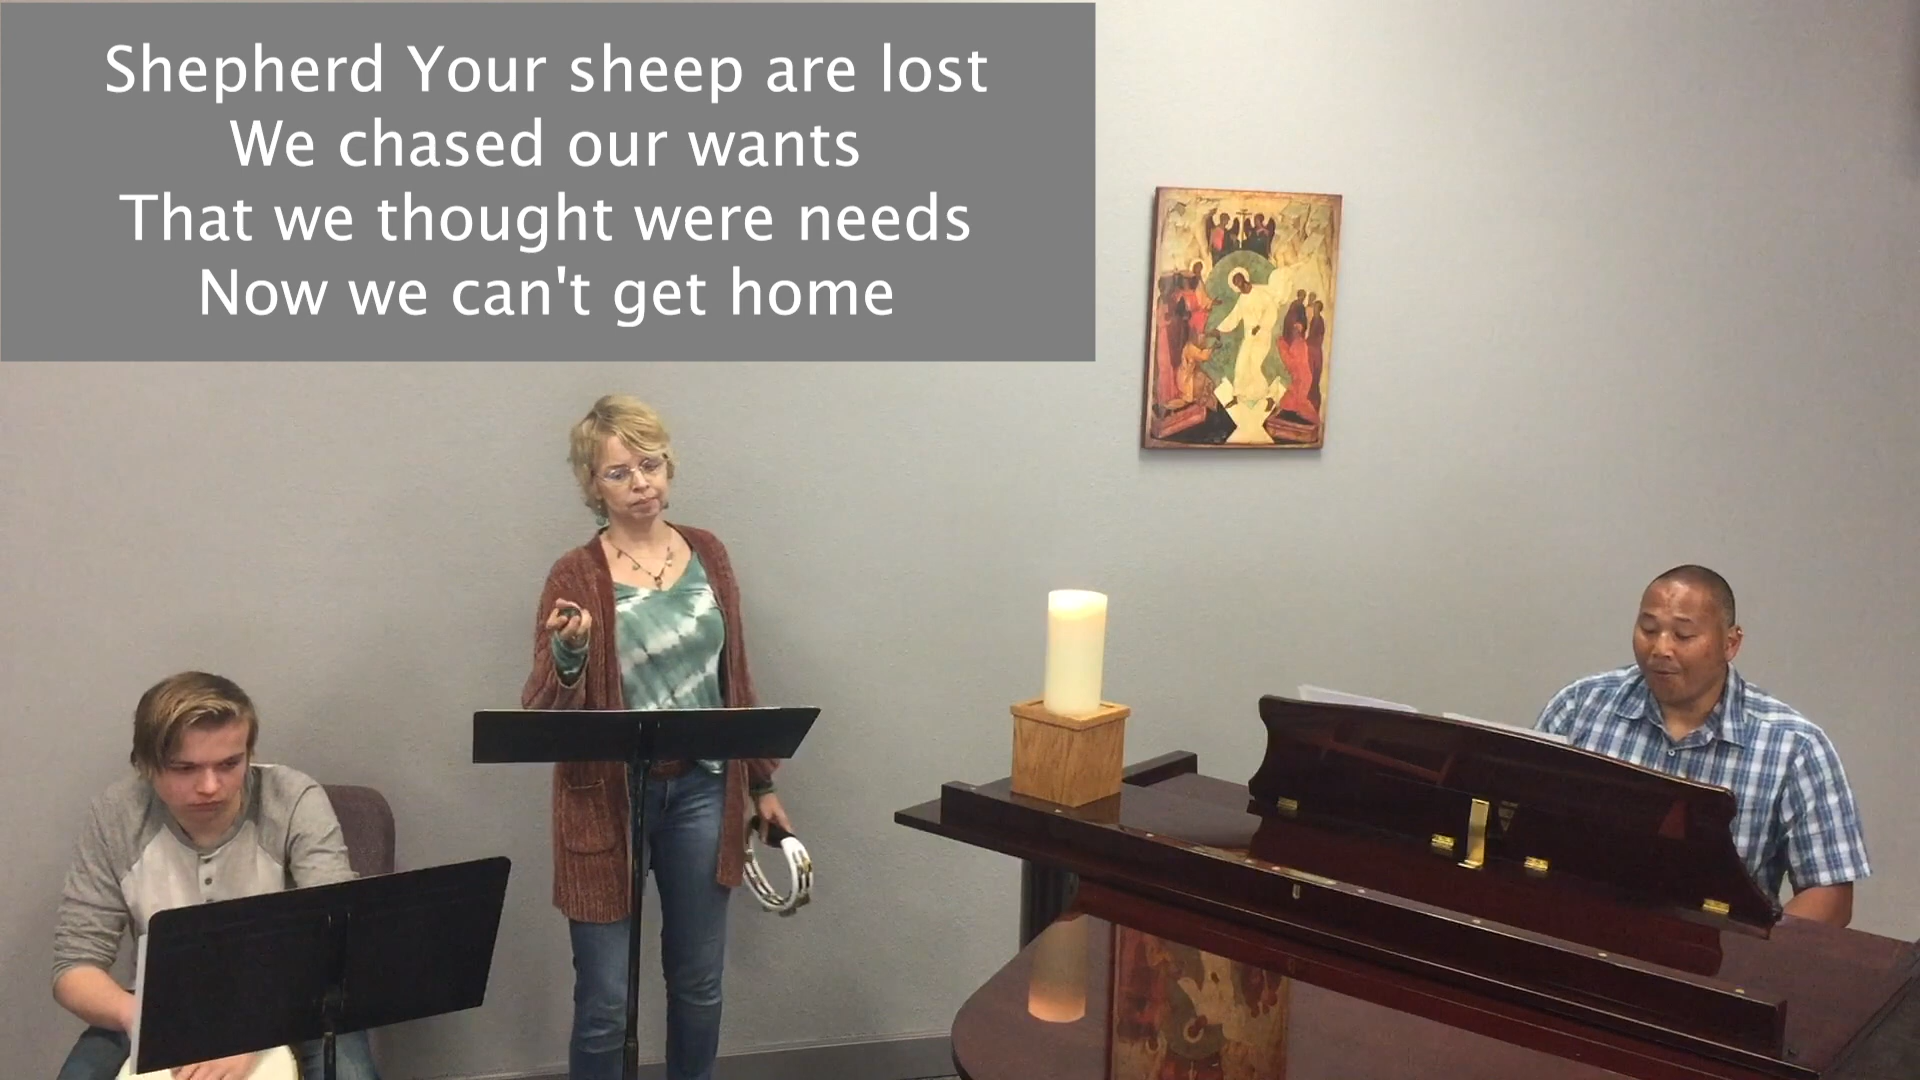 Shepherd Your sheep are lost
We chased our wants
That we thought were needs
Now we can't get home